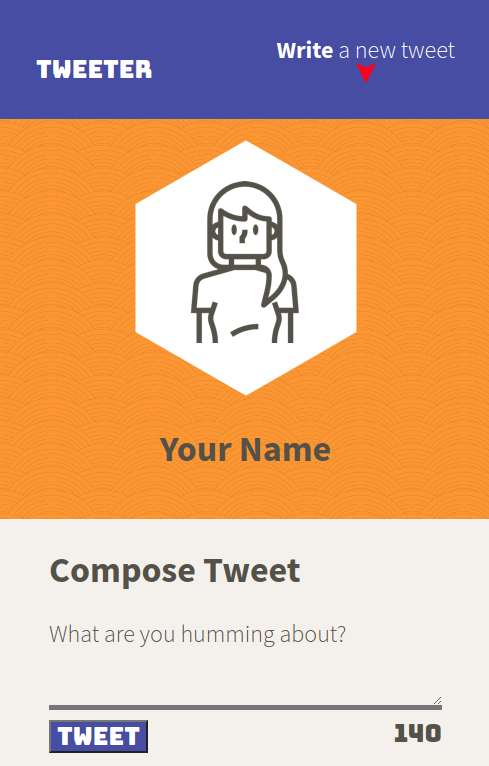 TWEETER
Write a new tweet
Your Name
Compose Tweet
What are you humming about?
TWEET
140